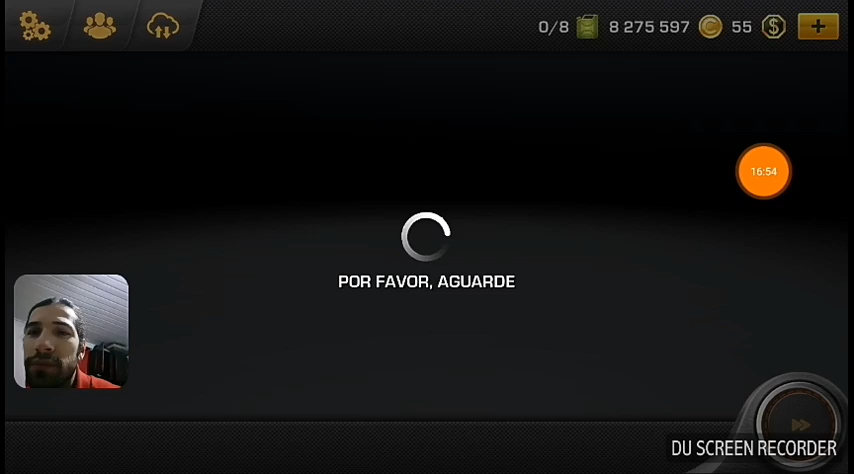 0/8 8 275 597 C 55 $ +
16:54
POR FAVOR, AGUARDE
DU SCREEN RECORDER